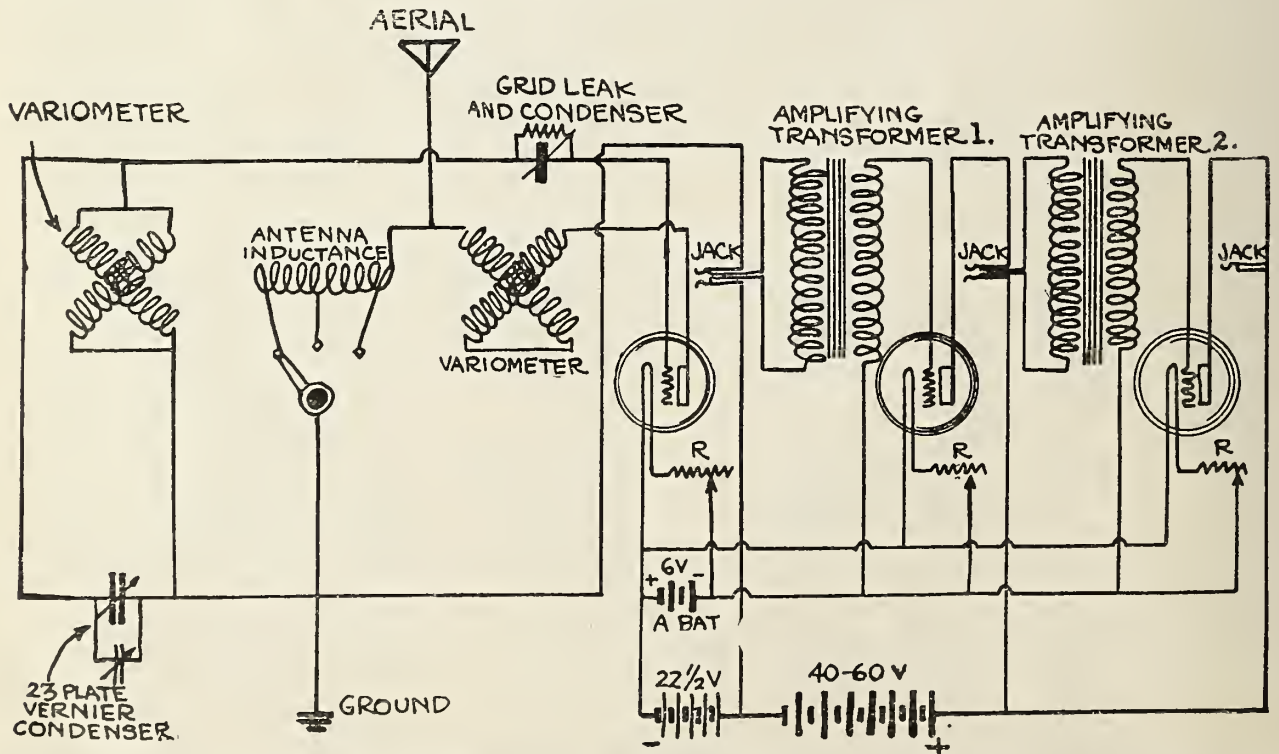 AERIAL
VARIOMETER
GRID LEAK
AND CONDENSER
AMPLIFYING
TRANSFORMER 1.
AMPLIFYING
TRANSFORMER 2.
ANTENNA
INDUCTANCE
JACK
JACK
JACK
VARIOMETER
R
R
R
+ 6V -
A BAT
23 PLATE
VERNIER
CONDENSER.
GROUND
22½V
40-60 V
- +